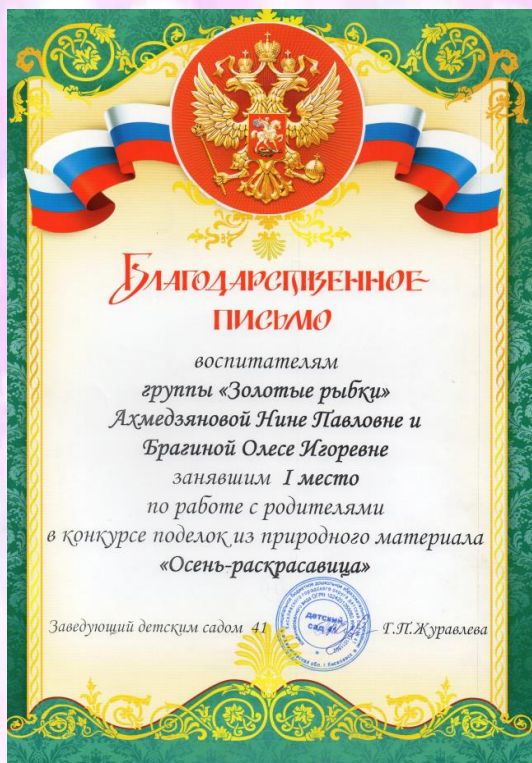 Благодарственное
письмо
воспитателям
группы «Золотые рыбки»
Ахмедзяновой Нине Павловне и
Брагиной Олесе Игоревне
занявшим I место
по работе с родителями
в конкурсе поделок из природного материала
«Осень-раскрасавица»
Заведующий детским садом 41 Г.П.Журавлева
детский
сад 41